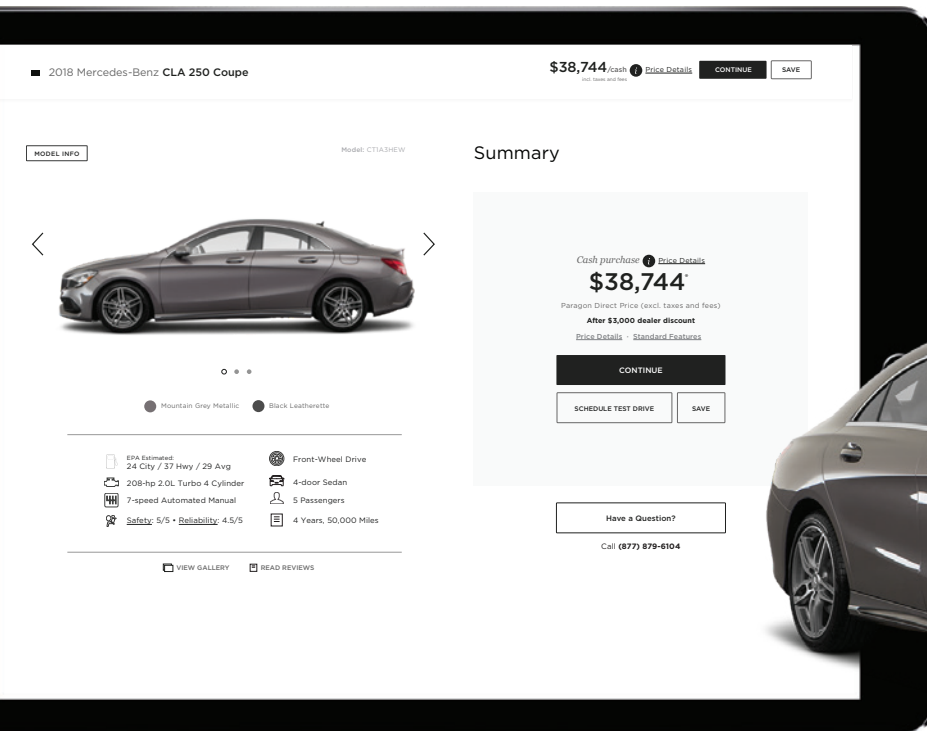 2018 Mercedes-Benz CLA 250 Coupe
$38,744/cash i Price Details CONTINUE SAVE
incl. taxes and fees
MODEL INFO
Model: CT1A3HEW
Mountain Grey Metallic Black Leatherette
EPA Estimated:
24 City / 37 Hwy / 29 Avg
Front-Wheel Drive
208-hp 2.0L Turbo 4 Cylinder
4-door Sedan
7-speed Automated Manual
5 Passengers
Safety: 5/5 • Reliability: 4.5/5
4 Years, 50,000 Miles
VIEW GALLERY READ REVIEWS
Summary
Cash purchase i Price Details
$38,744*
Paragon Direct Price (excl. taxes and fees)
After $3,000 dealer discount
Price Details - Standard Features
CONTINUE
SCHEDULE TEST DRIVE SAVE
Have a Question?
Call (877) 879-6104